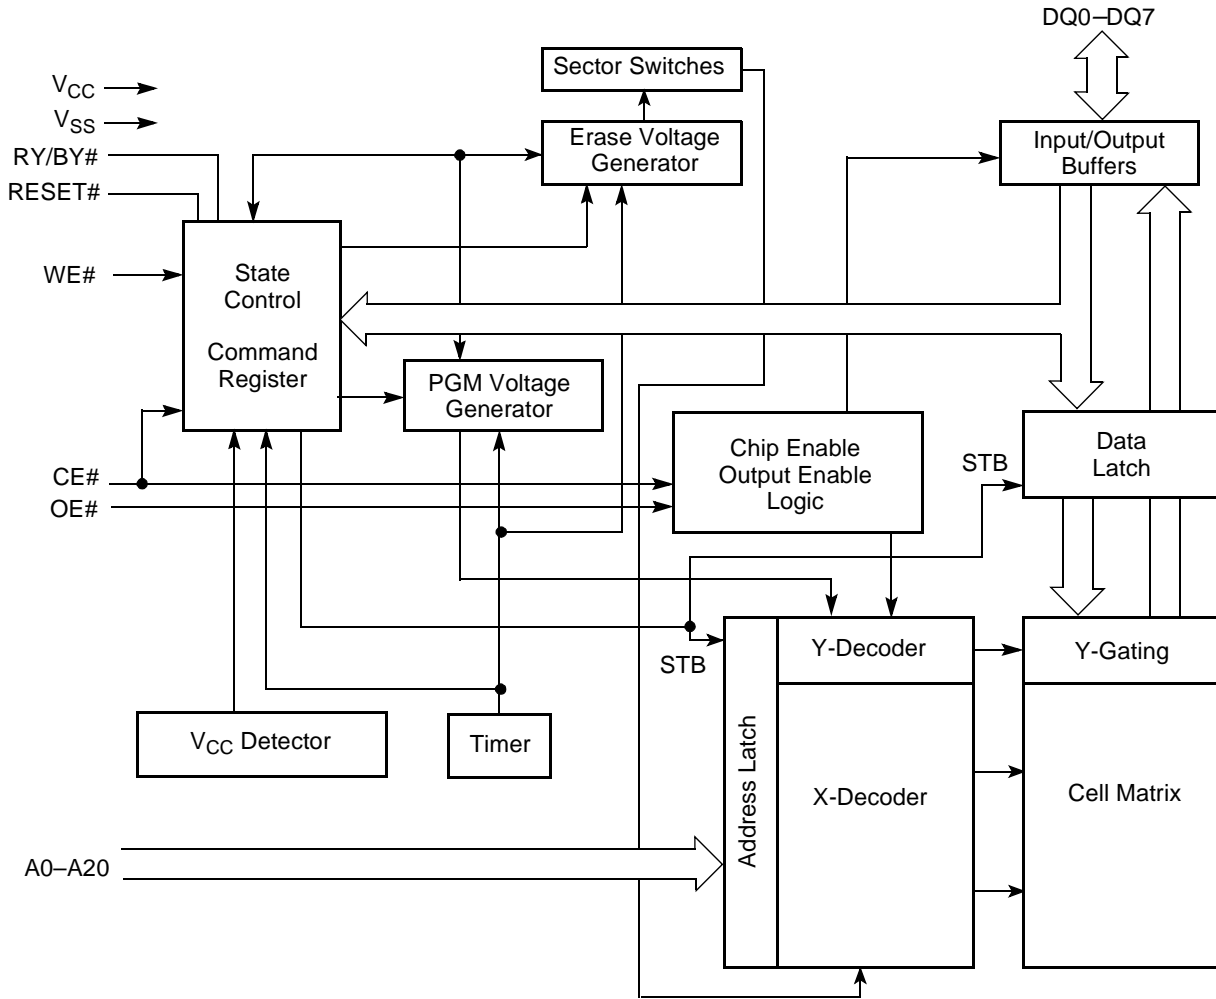 DQ0–DQ7
Sector Switches
VCC
VSS
RY/BY#
RESET#
Erase Voltage
Generator
Input/Output
Buffers
WE#
State
Control
Command
Register
PGM Voltage
Generator
Chip Enable
Output Enable
Logic
Data
Latch
STB
CE#
OE#
STB
Y-Decoder
Y-Gating
VCC Detector
Timer
Address Latch
X-Decoder
Cell Matrix
A0–A20